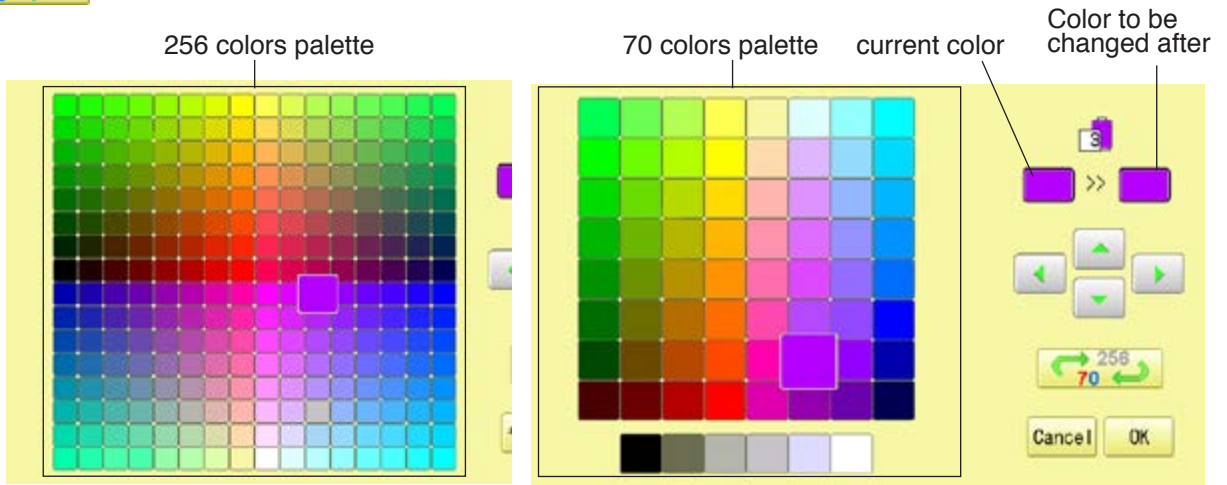 256 colors palette
70 colors palette
current color
Color to be
changed after
3
>>
256
70
Cancel
OK